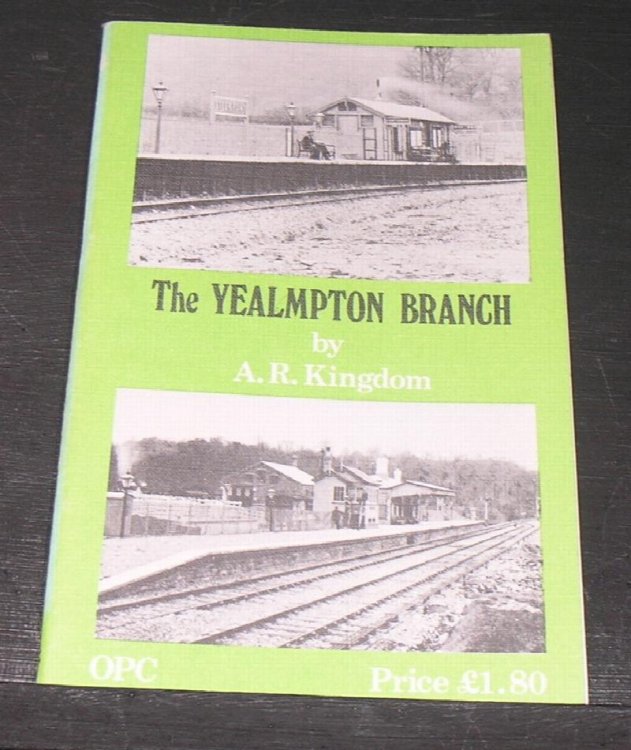 The YEALMPTON BRANCH
by
A. R. Kingdom
OPC
Price £1.80